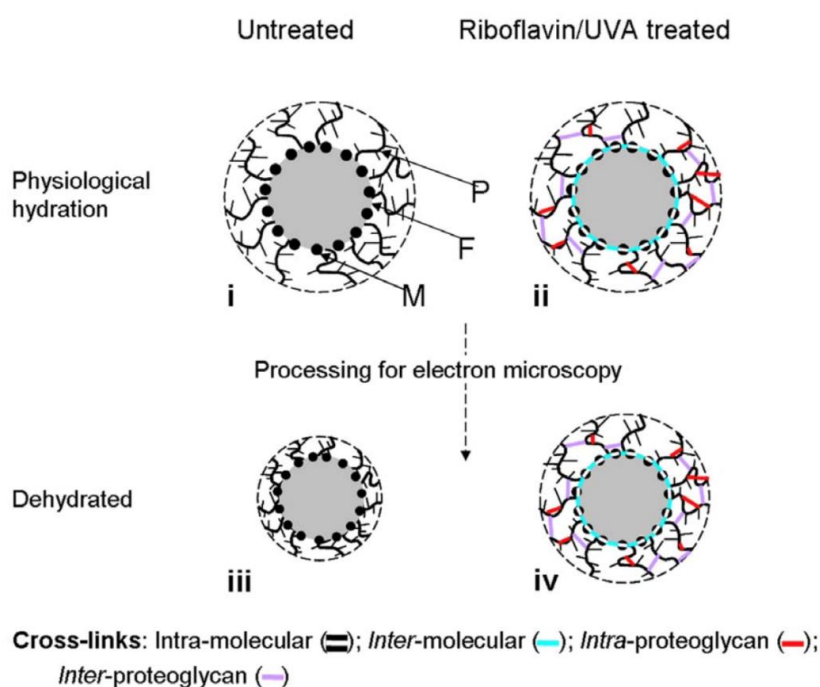 Untreated
Riboflavin/UVA treated
Physiological
hydration
P
F
M
i
ii
Processing for electron microscopy
Dehydrated
iii
iv
Cross-links: Intra-molecular (); Inter-molecular (); Intra-proteoglycan ();
Inter-proteoglycan ()